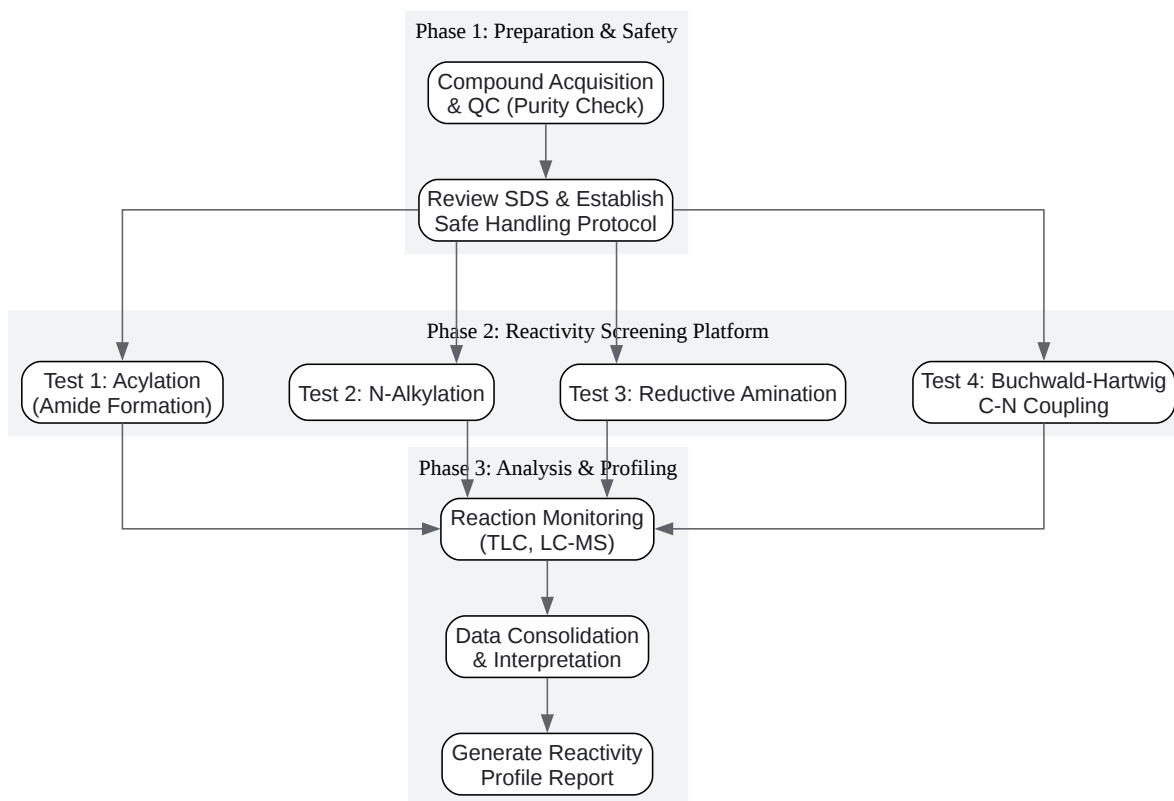 Phase 1: Preparation & Safety
Compound Acquisition
& QC (Purity Check)
Review SDS & Establish
Safe Handling Protocol
Phase 2: Reactivity Screening Platform
Test 1: Acylation
(Amide Formation)
Test 2: N-Alkylation
Test 3: Reductive Amination
Test 4: Buchwald-Hartwig
C-N Coupling
Phase 3: Analysis & Profiling
Reaction Monitoring
(TLC, LC-MS)
Data Consolidation
& Interpretation
Generate Reactivity
Profile Report